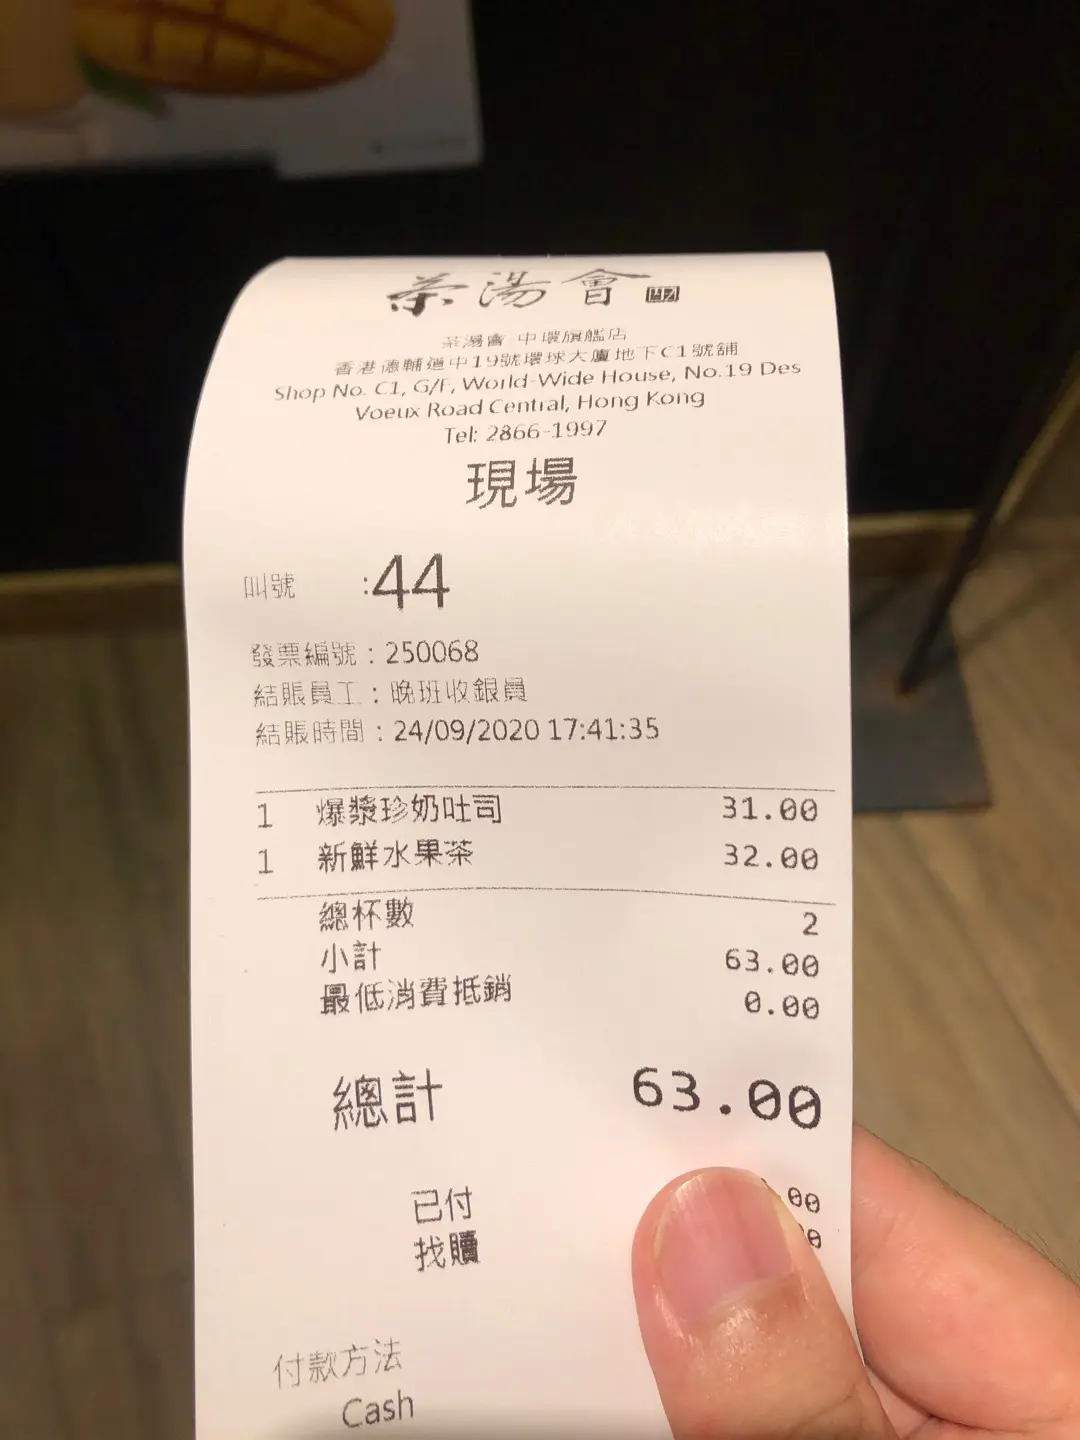 茶湯會
茶湯會-中環旗艦店
香港德輔道中19號環球大廈地下C1號舖
Shop No. C1, G/F, World-Wide House, No.19 Des
Voeux Road Central, Hong Kong
Tel: 2866-1997
現場
叫號 :44
發票編號：250068
結賬員工：晚班收銀員
結賬時間：24/09/2020 17:41:35
1 爆漿珍奶吐司 31.00
1 新鮮水果茶 32.00
總杯數 2
小計 63.00
最低消費抵銷 0.00
總計 63.00
已付
找贖
付款方法
Cash